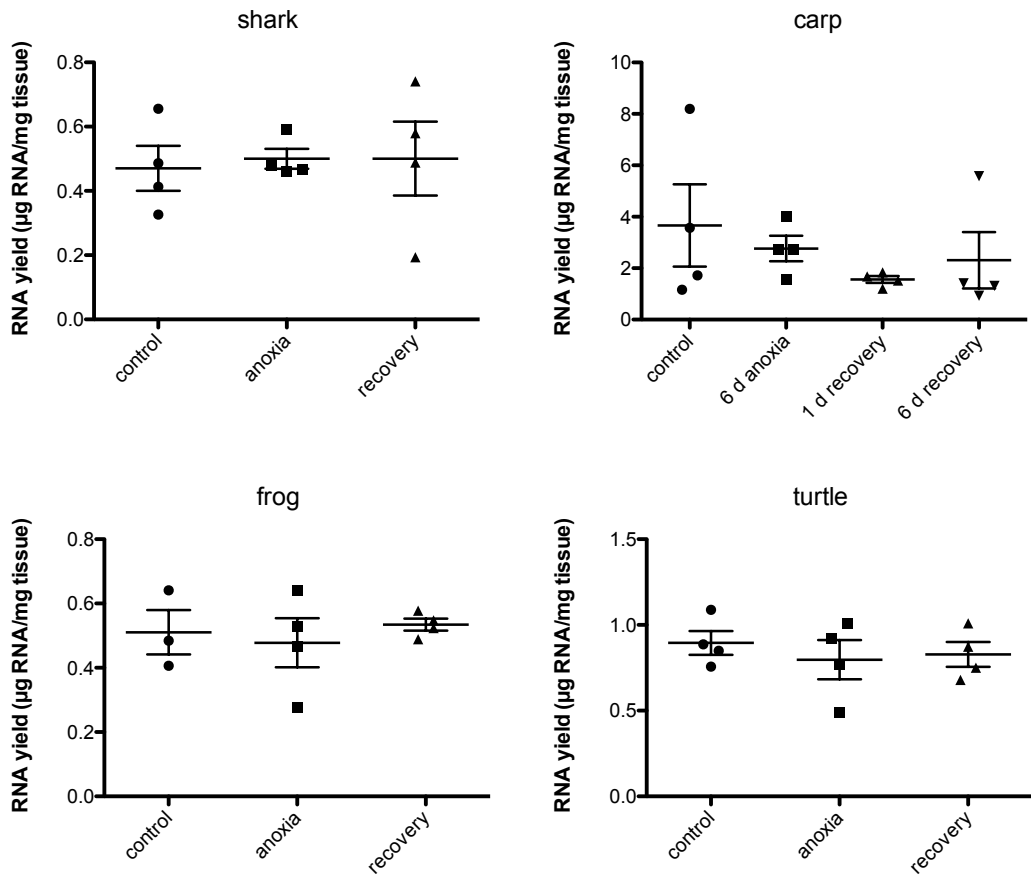 shark
RNA yield (µg RNA/mg tissue)
0.8
0.6
0.4
0.2
0.0
control
anoxia
recovery
carp
RNA yield (µg RNA/mg tissue)
10
8
6
4
2
0
control
6 d anoxia
1 d recovery
6 d recovery
frog
RNA yield (µg RNA/mg tissue)
0.8
0.6
0.4
0.2
0.0
control
anoxia
recovery
turtle
RNA yield (µg RNA/mg tissue)
1.5
1.0
0.5
0.0
control
anoxia
recovery